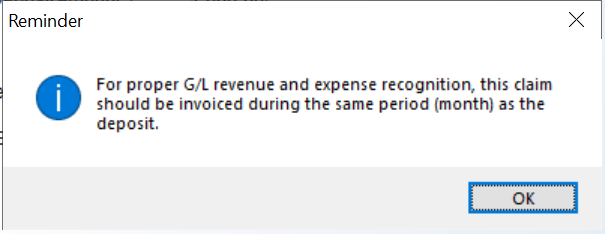 Reminder
For proper G/L revenue and expense recognition, this claim
should be invoiced during the same period (month) as the
deposit.
OK